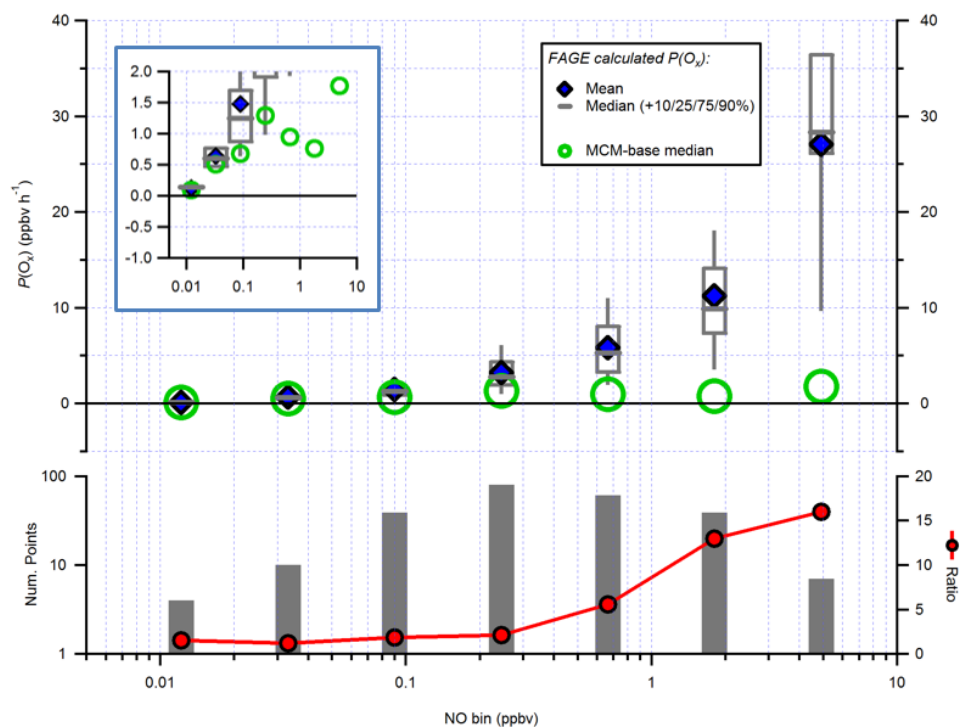 40
30
20
10
0
P(Oₓ) (ppbv h⁻¹)
40
30
20
10
0
2.0
1.5
1.0
0.5
0.0
-0.5
-1.0
0.01 0.1 1 10
FAGE calculated P(Oₓ):
Mean
Median (+10/25/75/90%)
MCM-base median
100
10
1
Num. Points
20
15
10
5
0
Ratio
0.01 0.1 1 10
NO bin (ppbv)